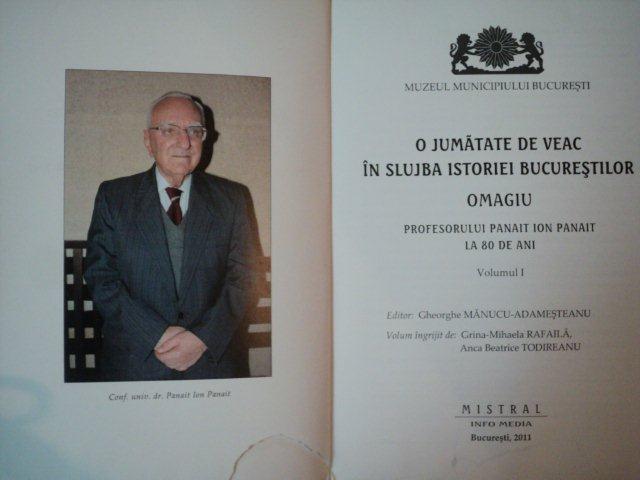 Conf. univ. dr. Panait Ion Panait
MUZEUL MUNICIPIULUI BUCUREŞTI
O JUMĂTATE DE VEAC
ÎN SLUJBA ISTORIEI BUCUREŞTILOR
OMAGIU
PROFESORULUI PANAIT ION PANAIT
LA 80 DE ANI
Volumul I
Editor: Gheorghe MĂNUCU-ADAMEŞTEANU
Volum îngrijit de: Grina-Mihaela RAFAILĂ,
Anca Beatrice TODIREANU
MISTRAL
INFO MEDIA
Bucureşti, 2011